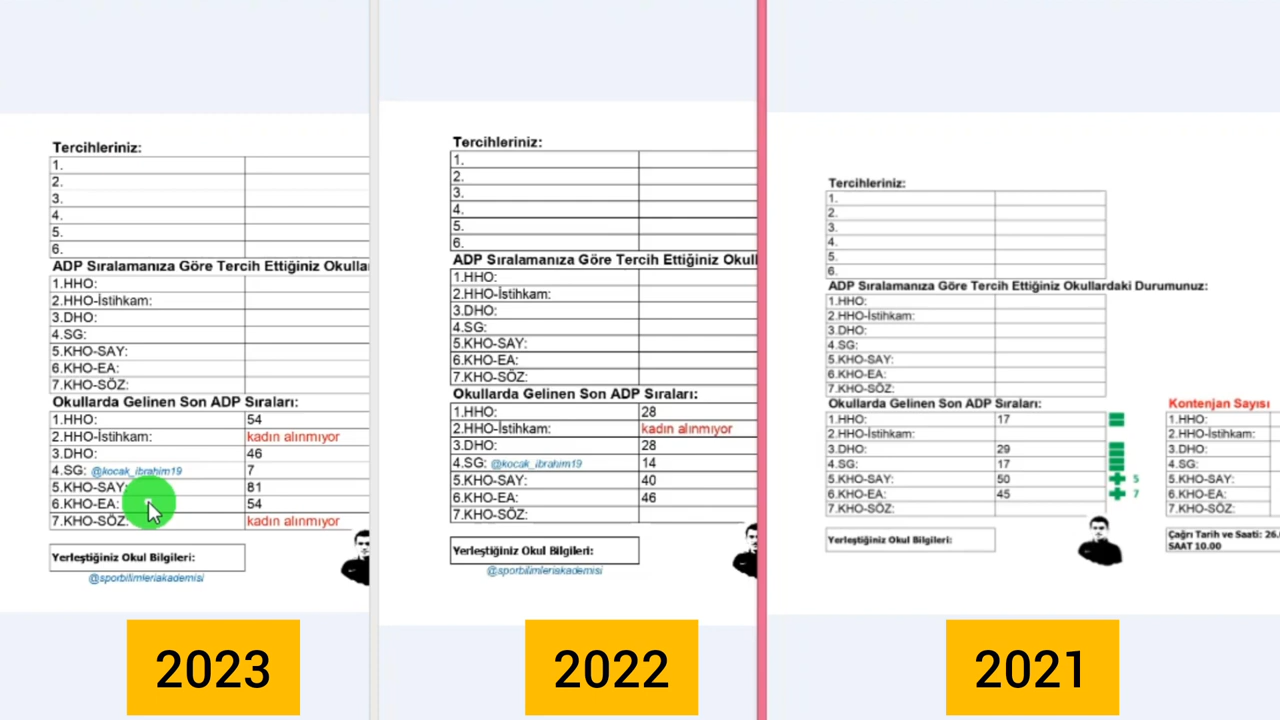 Tercihleriniz:
1.
2.
3.
4.
5.
6.
ADP Sıralamanıza Göre Tercih Ettiğiniz Okulla
1.HHO:
2.HHO-İstihkam:
3.DHO:
4.SG:
5.KHO-SAY:
6.KHO-EA:
7.KHO-SÖZ:
Okullarda Gelinen Son ADP Sıraları:
1.HHO: 54
2.HHO-İstihkam: kadın alınmıyor
3.DHO: 46
4.SG: @kocak_ibrahim19 7
5.KHO-SAY: 81
6.KHO-EA: 54
7.KHO-SÖZ: kadın alınmıyor
Yerleştiğiniz Okul Bilgileri:
@sporbilimleriakademisi
2023
Tercihleriniz:
1.
2.
3.
4.
5.
6.
ADP Sıralamanıza Göre Tercih Ettiğiniz Okull
1.HHO:
2.HHO-İstihkam:
3.DHO:
4.SG:
5.KHO-SAY:
6.KHO-EA:
7.KHO-SÖZ:
Okullarda Gelinen Son ADP Sıraları:
1.HHO: 28
2.HHO-İstihkam: kadın alınmıyor
3.DHO: 28
4.SG: @kocak_ibrahim19 14
5.KHO-SAY: 40
6.KHO-EA: 46
7.KHO-SÖZ:
Yerleştiğiniz Okul Bilgileri:
@sporbilimleriakademisi
2022
Tercihleriniz:
1.
2.
3.
4.
5.
6.
ADP Sıralamanıza Göre Tercih Ettiğiniz Okullardaki Durumunuz:
1.HHO:
2.HHO-İstihkam:
3.DHO:
4.SG:
5.KHO-SAY:
6.KHO-EA:
7.KHO-SÖZ:
Okullarda Gelinen Son ADP Sıraları:
1.HHO: 17
2.HHO-İstihkam:
3.DHO: 29
4.SG: 17
5.KHO-SAY: 50 + 5
6.KHO-EA: 45 + 7
7.KHO-SÖZ:
Yerleştiğiniz Okul Bilgileri:
Kontenjan Sayısı
1.HHO:
2.HHO-İstihkam:
3.DHO:
4.SG:
5.KHO-SAY:
6.KHO-EA:
7.KHO-SÖZ:
Çağrı Tarih ve Saati: 26.
SAAT 10.00
2021